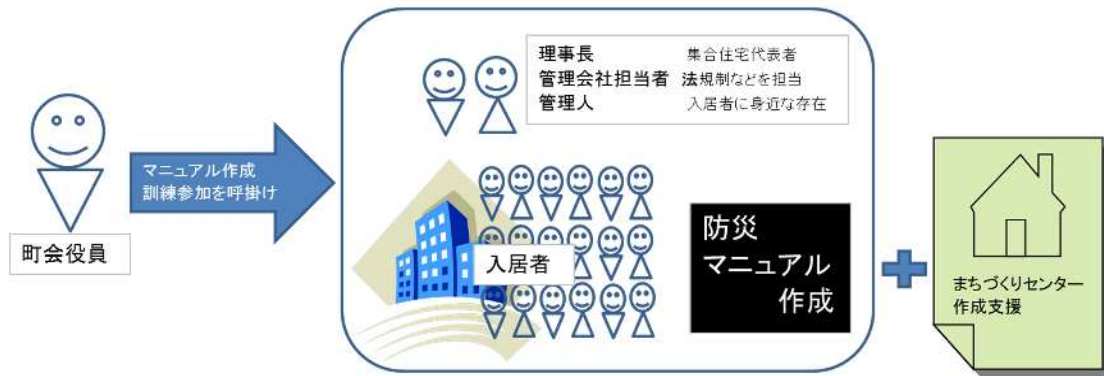 町会役員
マニュアル作成
訓練参加を呼掛け
理事長 集合住宅代表者
管理会社担当者 法規制などを担当
管理人 入居者に身近な存在
入居者
防災
マニュアル
作成
まちづくりセンター
作成支援